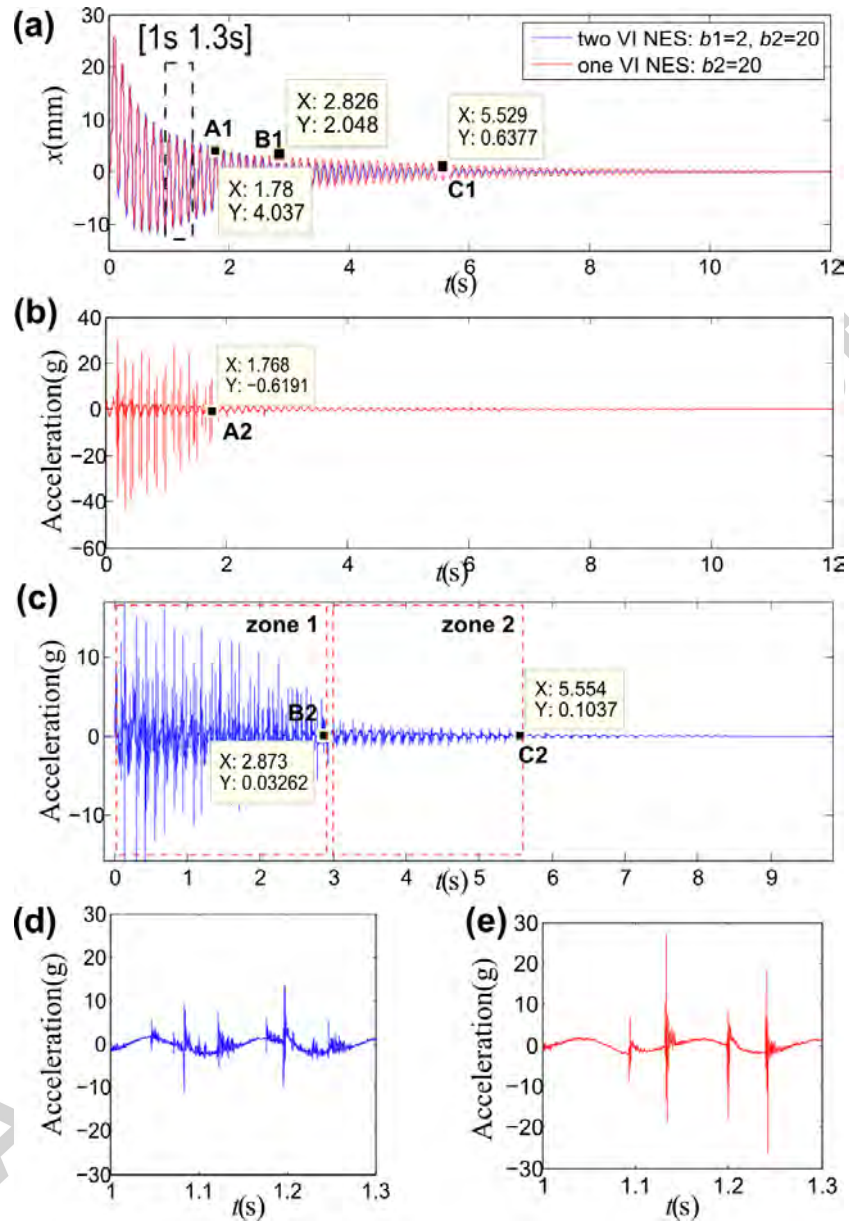 (a)
[1s 1.3s]
two VI NES: b1=2, b2=20
one VI NES: b2=20
30
20
10
0
−10
x(mm)
A1
X: 1.78
Y: 4.037
B1
X: 2.826
Y: 2.048
X: 5.529
Y: 0.6377
C1
0 2 4 6 8 10 12
t(s)
(b)
40
20
0
−20
−40
−60
Acceleration(g)
X: 1.768
Y: −0.6191
A2
0 2 4 6 8 10 12
t(s)
(c)
10
0
−10
Acceleration(g)
zone 1
zone 2
B2
X: 2.873
Y: 0.03262
X: 5.554
Y: 0.1037
C2
0 1 2 3 4 5 6 7 8 9
t(s)
(d)
30
20
10
0
−10
−20
−30
Acceleration(g)
1 1.1 1.2 1.3
t(s)
(e)
30
20
10
0
−10
−20
−30
Acceleration(g)
1 1.1 1.2 1.3
t(s)